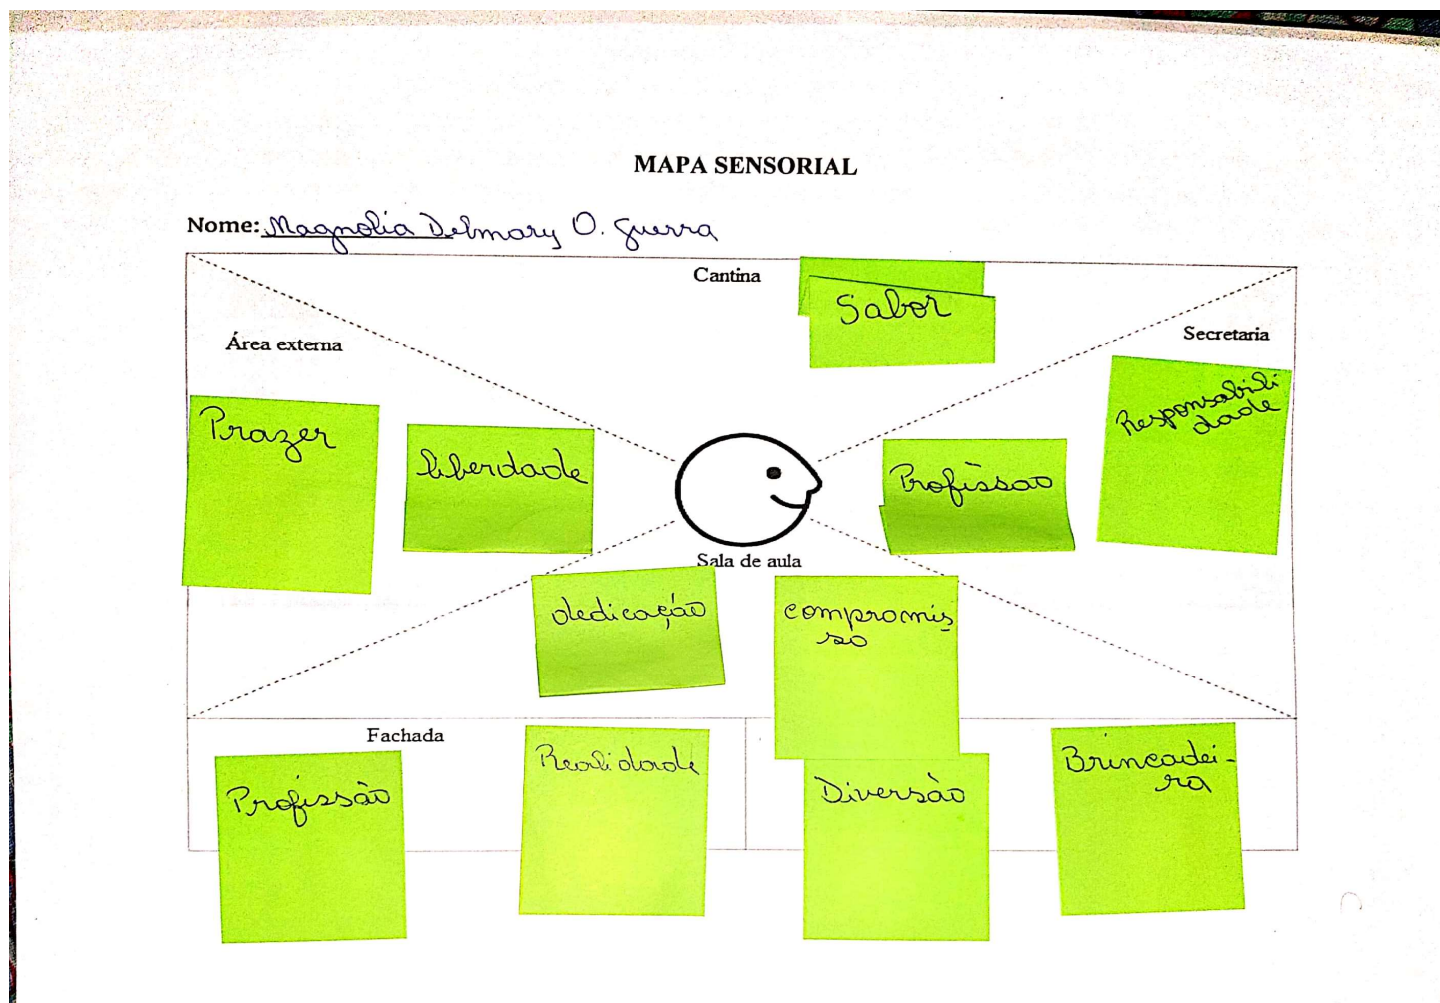 MAPA SENSORIAL
Nome: Magnolia Delmary O. Guerra
Cantina
Sabor
Área externa
Secretaria
Prazer
liberdade
Profissão
Responsabili
dade
Sala de aula
dedicação
compromis
so
Fachada
Profissão
Realidade
Diversão
Brincadei-
ra